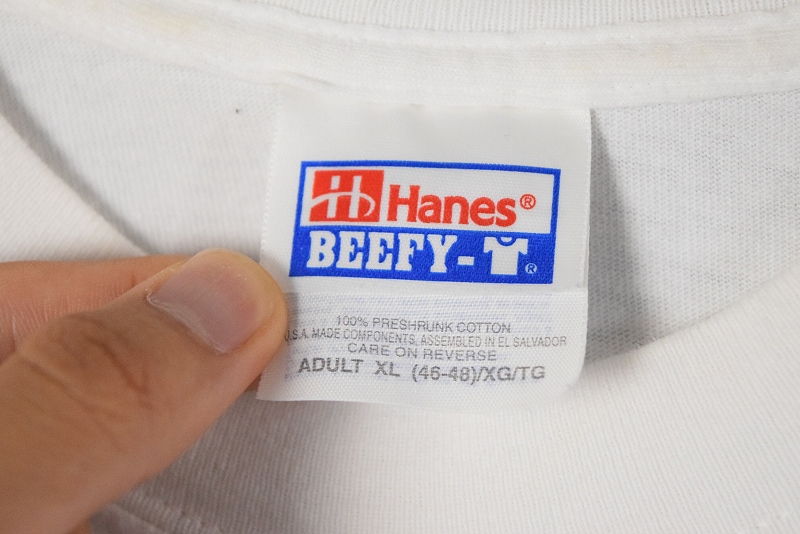 Hanes®
BEEFY-T®
100% PRESHRUNK COTTON
U.S.A. MADE COMPONENTS, ASSEMBLED IN EL SALVADOR
CARE ON REVERSE
ADULT XL (46-48)/XG/TG